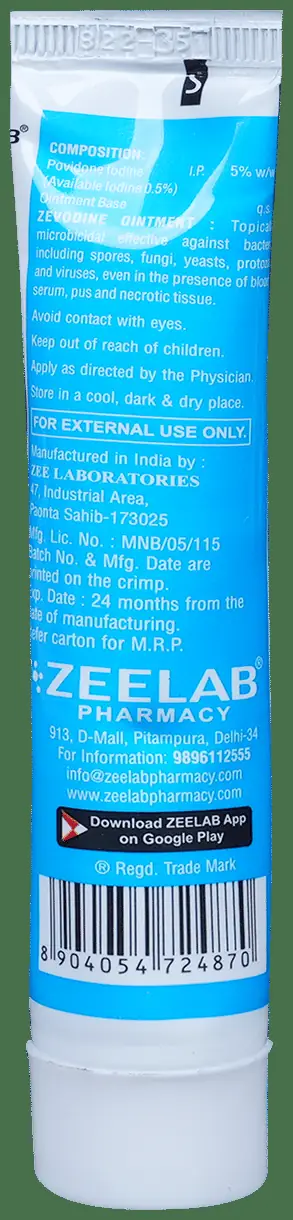 822-35
S
B®
COMPOSITION:
Povidone Iodine I.P. 5% w/w
(Available Iodine 0.5%)
Ointment Base q.s.
ZEVODINE OINTMENT : Topical
microbicidal effective against bacter
including spores, fungi, yeasts, protoz
and viruses, even in the presence of blood
serum, pus and necrotic tissue.
Avoid contact with eyes.
Keep out of reach of children.
Apply as directed by the Physician.
Store in a cool, dark & dry place.
FOR EXTERNAL USE ONLY.
Manufactured in India by :
ZEE LABORATORIES
47, Industrial Area,
Paonta Sahib-173025
Mfg. Lic. No. : MNB/05/115
Batch No. & Mfg. Date are
printed on the crimp.
Exp. Date : 24 months from the
date of manufacturing.
Refer carton for M.R.P.
ZEELAB®
PHARMACY
913, D-Mall, Pitampura, Delhi-34
For Information: 9896112555
info@zeelabpharmacy.com
www.zeelabpharmacy.com
Download ZEELAB App
on Google Play
® Regd. Trade Mark
8 904054 724870